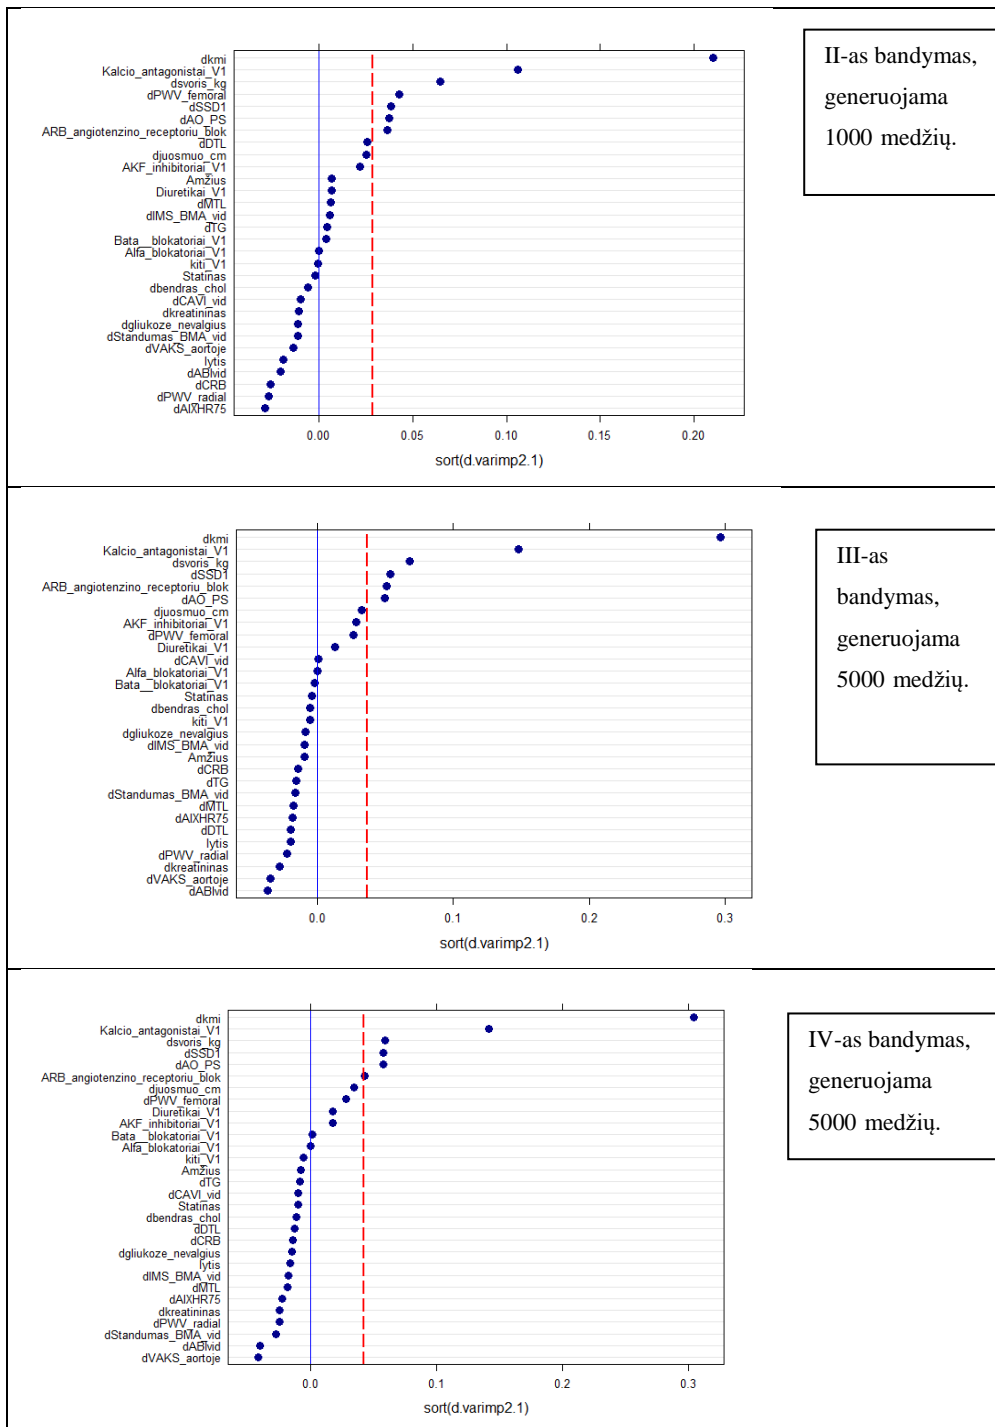 dkmi
Kalcio_antagonistai_V1
dsvoris_kg
dPWV_femoral
dSSD1
dAO_PS
ARB_angiotenzino_receptoriu_blok
dDTL
djuosmuo_cm
AKF_inhibitoriai_V1
Amžius
Diuretikai_V1
dMTL
dIMS_BMA_vid
dTG
Bata__blokatoriai_V1
Alfa_blokatoriai_V1
kiti_V1
Statinas
dbendras_chol
dCAVI_vid
dkreatininas
dgliukoze_nevalgius
dStandumas_BMA_vid
dVAKS_aortoje
lytis
dABIvid
dCRB
dPWV_radial
dAIXHR75
0.00 0.05 0.10 0.15 0.20
sort(d.varimp2.1)
II-as bandymas,
generuojama
1000 medžių.
dkmi
Kalcio_antagonistai_V1
dsvoris_kg
dSSD1
ARB_angiotenzino_receptoriu_blok
dAO_PS
djuosmuo_cm
AKF_inhibitoriai_V1
dPWV_femoral
Diuretikai_V1
dCAVI_vid
Alfa_blokatoriai_V1
Bata__blokatoriai_V1
Statinas
dbendras_chol
kiti_V1
dgliukoze_nevalgius
dIMS_BMA_vid
Amžius
dCRB
dTG
dStandumas_BMA_vid
dMTL
dAIXHR75
dDTL
lytis
dPWV_radial
dkreatininas
dVAKS_aortoje
dABIvid
0.0 0.1 0.2 0.3
sort(d.varimp2.1)
III-as
bandymas,
generuojama
5000 medžių.
dkmi
Kalcio_antagonistai_V1
dsvoris_kg
dSSD1
dAO_PS
ARB_angiotenzino_receptoriu_blok
djuosmuo_cm
dPWV_femoral
Diuretikai_V1
AKF_inhibitoriai_V1
Bata__blokatoriai_V1
Alfa_blokatoriai_V1
kiti_V1
Amžius
dTG
dCAVI_vid
Statinas
dbendras_chol
dDTL
dCRB
dgliukoze_nevalgius
lytis
dIMS_BMA_vid
dMTL
dAIXHR75
dkreatininas
dPWV_radial
dStandumas_BMA_vid
dABIvid
dVAKS_aortoje
0.0 0.1 0.2 0.3
sort(d.varimp2.1)
IV-as bandymas,
generuojama
5000 medžių.